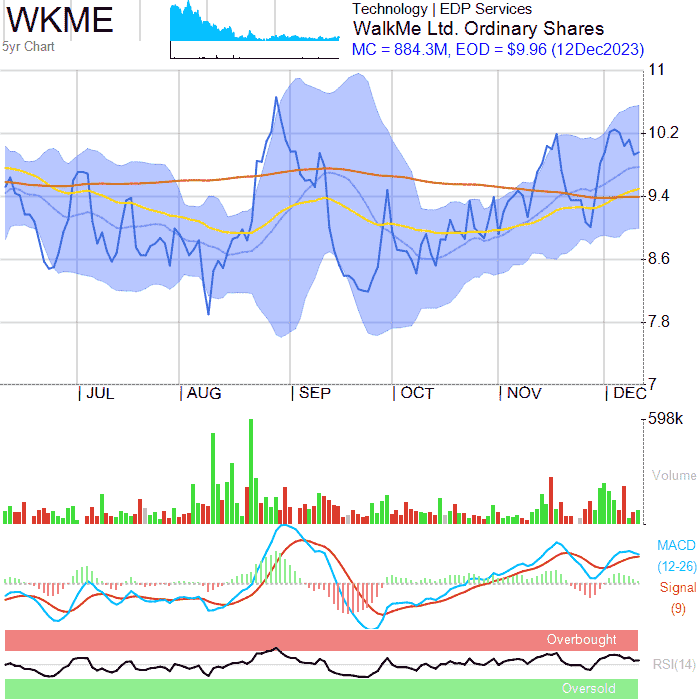 WKME
5yr Chart
Technology | EDP Services
WalkMe Ltd. Ordinary Shares
MC = 884.3M, EOD = $9.96 (12Dec2023)
11
10.2
9.4
8.6
7.8
7
| JUL | AUG | SEP | OCT | NOV | DEC
598k
Volume
MACD
(12-26)
Signal
(9)
Overbought
RSI(14)
Oversold